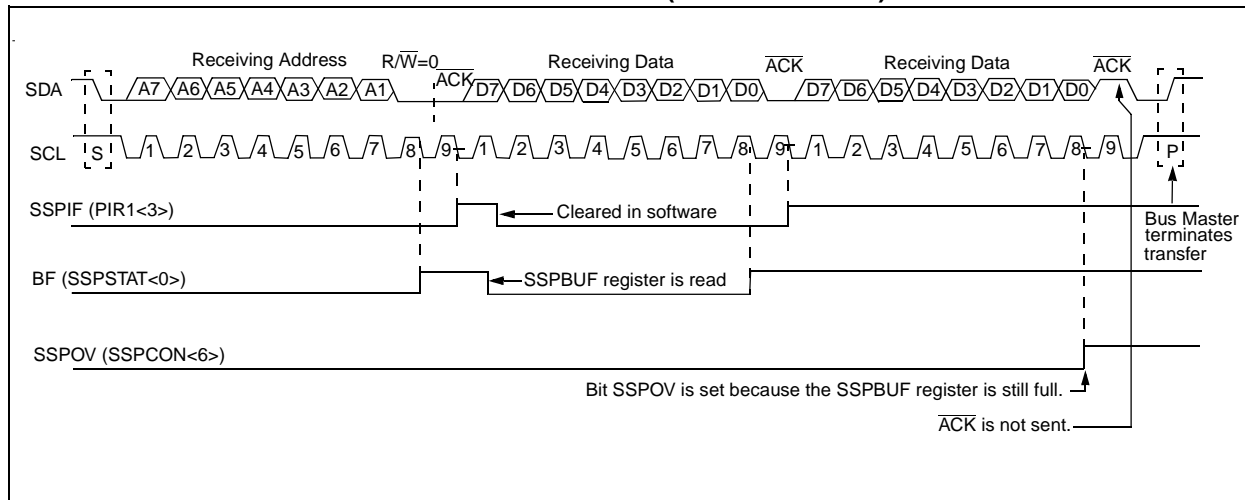 Receiving Address R/W=0 ACK Receiving Data ACK Receiving Data ACK
SDA A7 A6 A5 A4 A3 A2 A1 D7 D6 D5 D4 D3 D2 D1 D0 D7 D6 D5 D4 D3 D2 D1 D0
SCL S 1 2 3 4 5 6 7 8 9 1 2 3 4 5 6 7 8 9 1 2 3 4 5 6 7 8 9 P
SSPIF (PIR1<3>) Cleared in software
Bus Master
terminates
transfer
BF (SSPSTAT<0>) SSPBUF register is read
SSPOV (SSPCON<6>)
Bit SSPOV is set because the SSPBUF register is still full.
ACK is not sent.